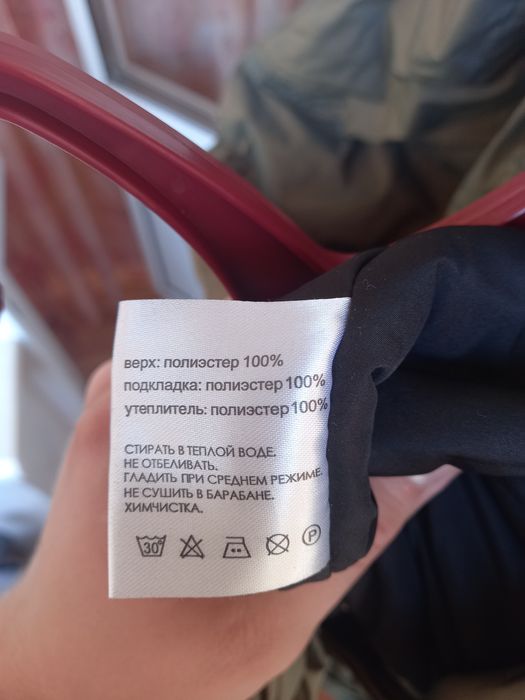 верх: полиэстер 100%
подкладка: полиэстер 100%
утеплитель: полиэстер 100%
СТИРАТЬ В ТЕПЛОЙ ВОДЕ.
НЕ ОТБЕЛИВАТЬ.
ГЛАДИТЬ ПРИ СРЕДНЕМ РЕЖИМЕ.
НЕ СУШИТЬ В БАРАБАНЕ.
ХИМЧИСТКА.
30° P